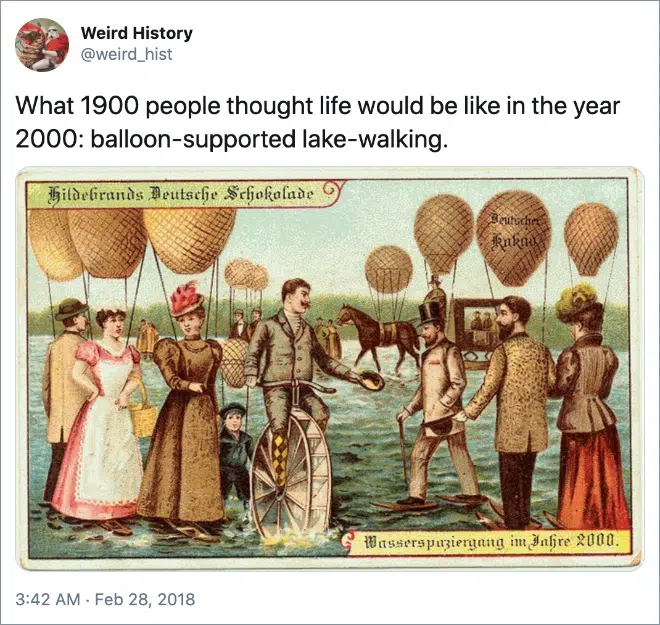 Weird History
@weird_hist
What 1900 people thought life would be like in the year
2000: balloon-supported lake-walking.
Hildebrands Deutsche Schokolade
Deutscher
Kakao
Wasserspaziergang im Jahre 2000.
3:42 AM · Feb 28, 2018